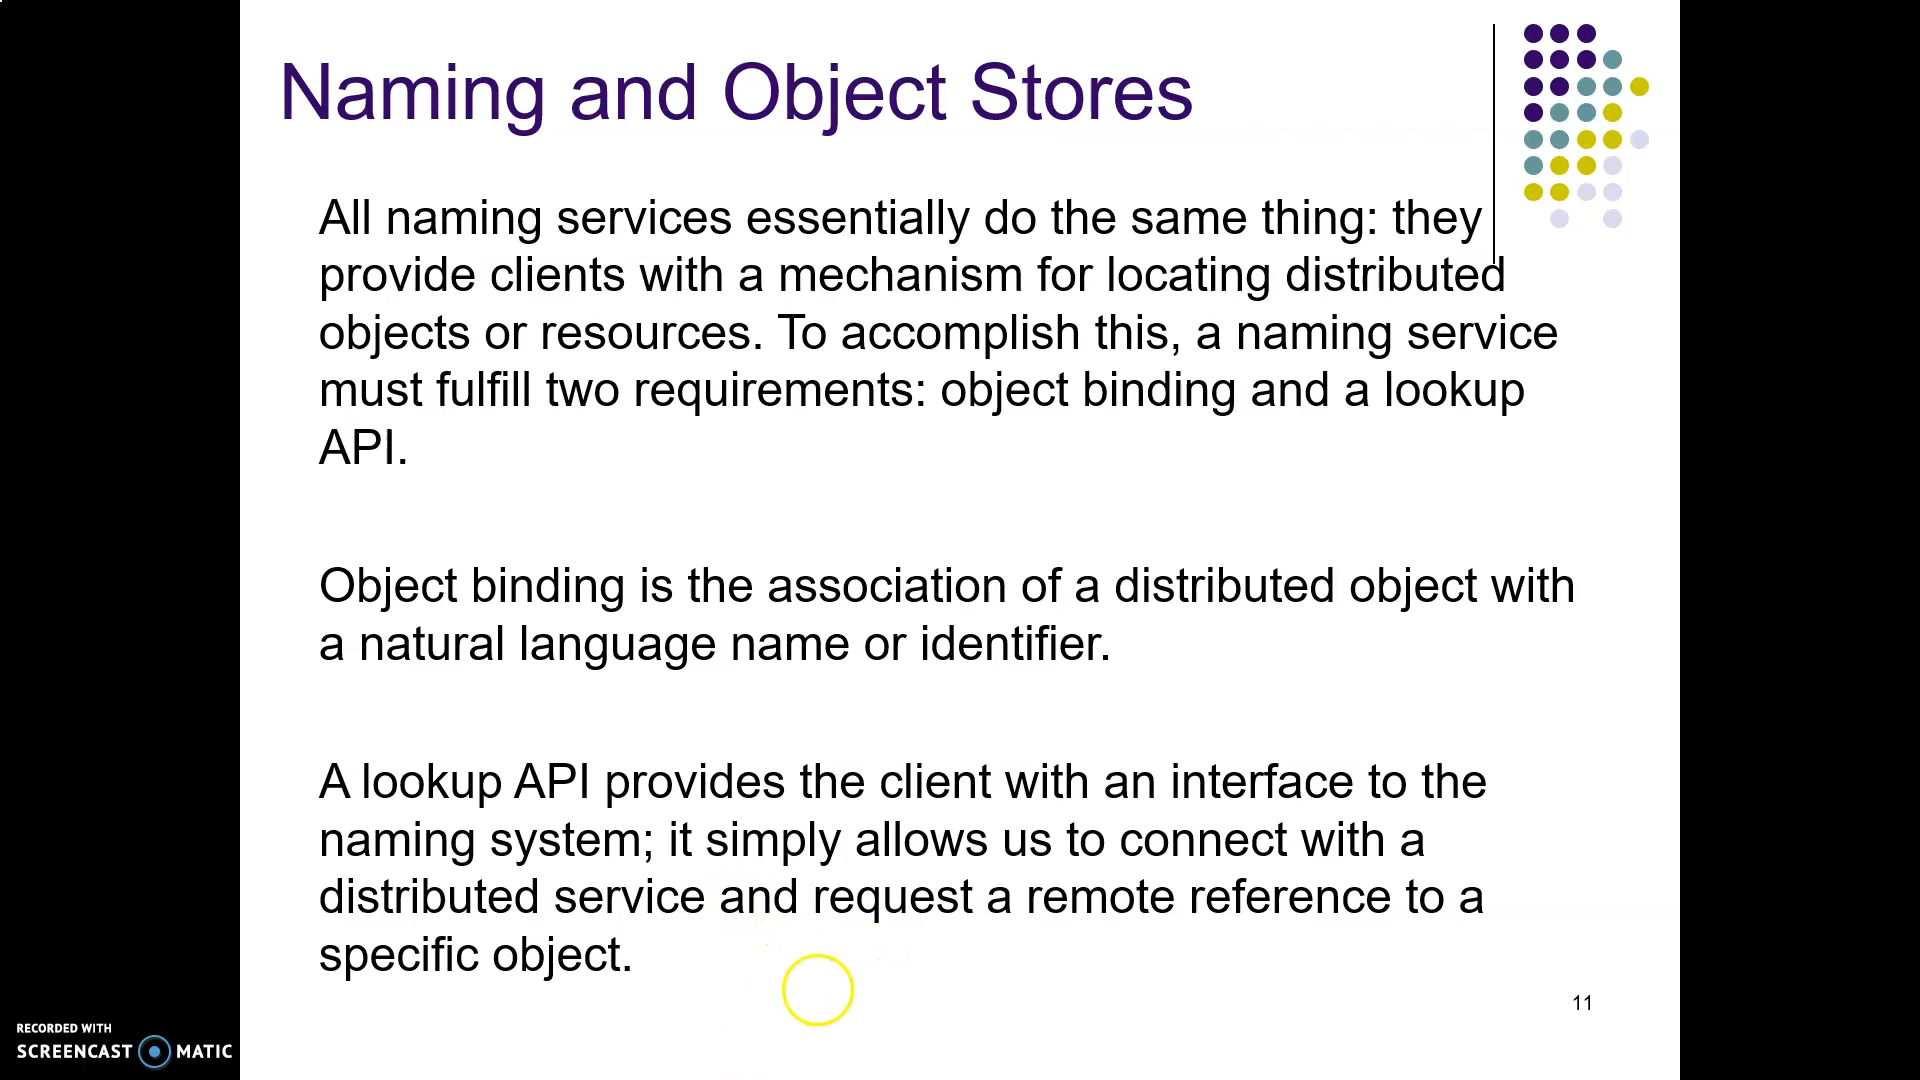 Naming and Object Stores
All naming services essentially do the same thing: they
provide clients with a mechanism for locating distributed
objects or resources. To accomplish this, a naming service
must fulfill two requirements: object binding and a lookup
API.
Object binding is the association of a distributed object with
a natural language name or identifier.
A lookup API provides the client with an interface to the
naming system; it simply allows us to connect with a
distributed service and request a remote reference to a
specific object.
11
RECORDED WITH
SCREENCAST MATIC